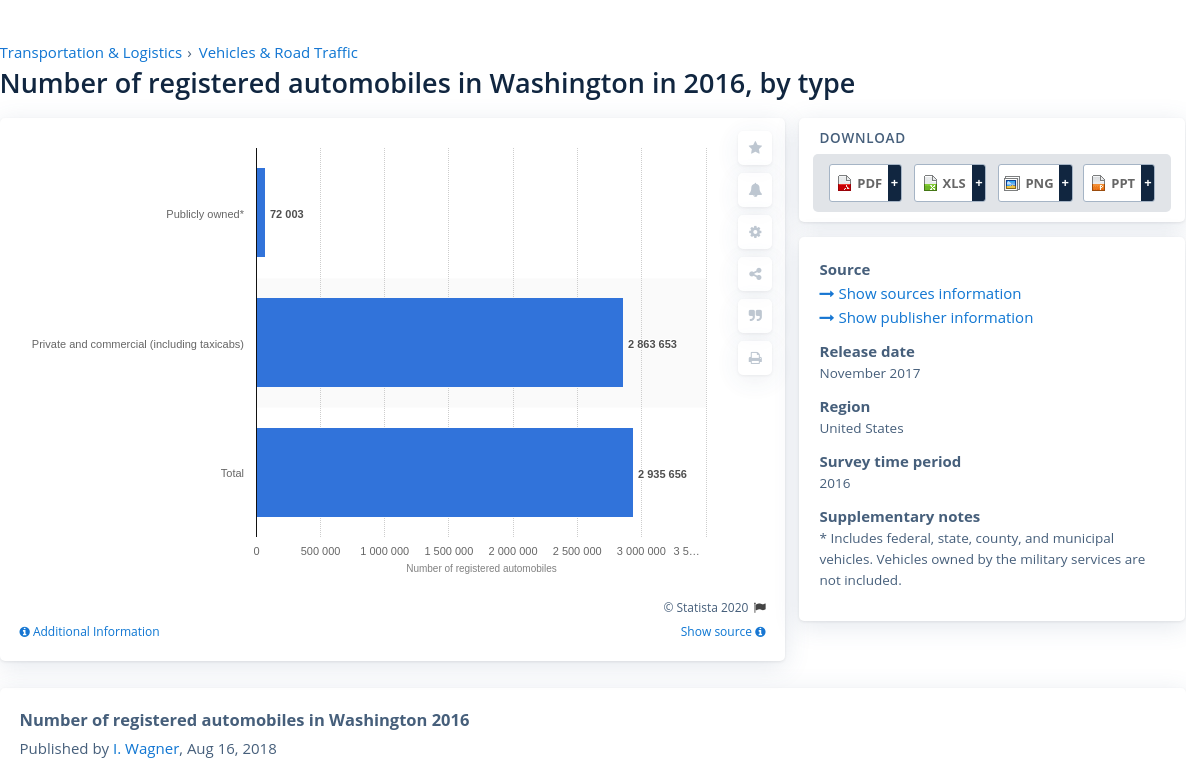 Transportation & Logistics › Vehicles & Road Traffic
Number of registered automobiles in Washington in 2016, by type
Publicly owned*
72 003
Private and commercial (including taxicabs)
2 863 653
Total
2 935 656
0 500 000 1 000 000 1 500 000 2 000 000 2 500 000 3 000 000 3 5…
Number of registered automobiles
© Statista 2020
Additional Information
Show source
DOWNLOAD
PDF + XLS + PNG + PPT +
Source
Show sources information
Show publisher information
Release date
November 2017
Region
United States
Survey time period
2016
Supplementary notes
* Includes federal, state, county, and municipal
vehicles. Vehicles owned by the military services are
not included.
Number of registered automobiles in Washington 2016
Published by I. Wagner, Aug 16, 2018